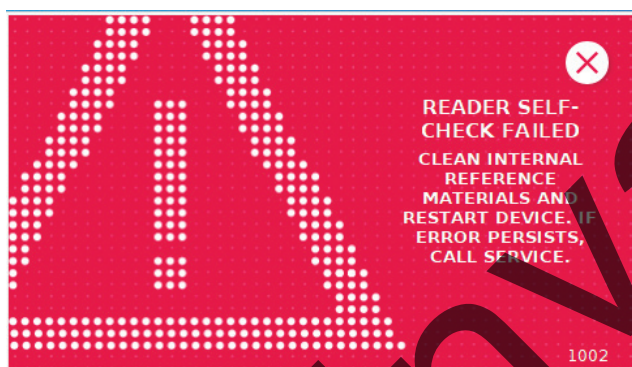 READER SELF-
CHECK FAILED
CLEAN INTERNAL
REFERENCE
MATERIALS AND
RESTART DEVICE. IF
ERROR PERSISTS,
CALL SERVICE.
1002